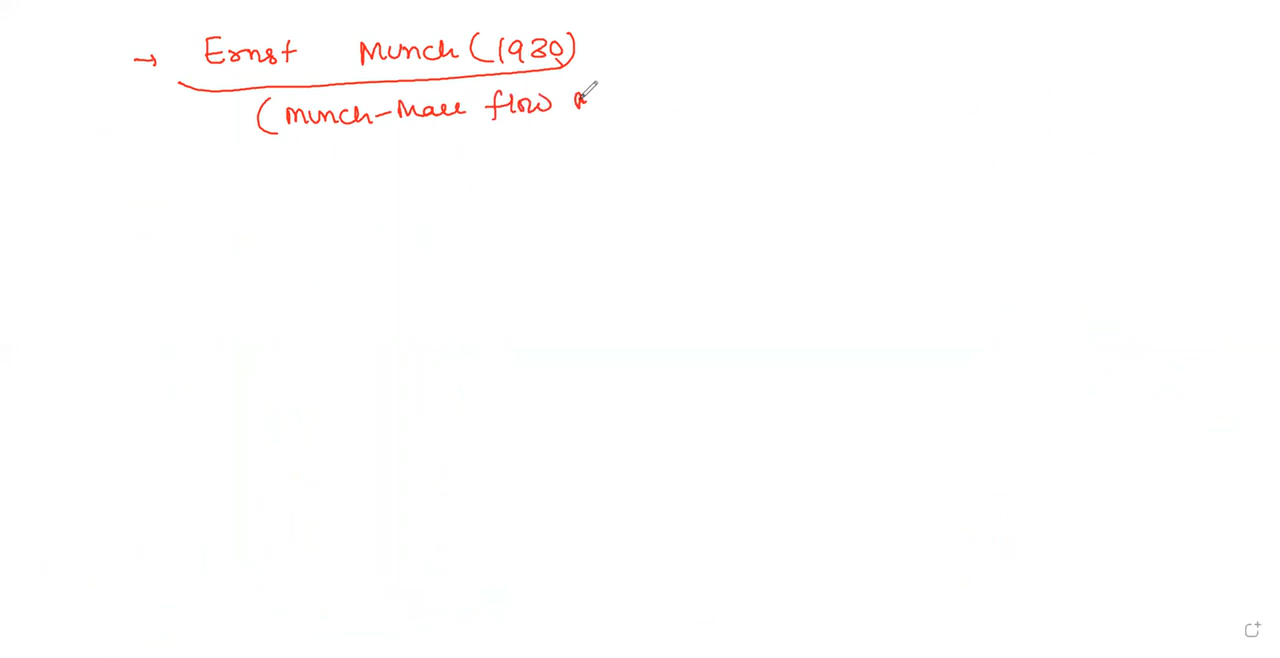 → Ernst Munch (1930)
(Munch-Mass flow